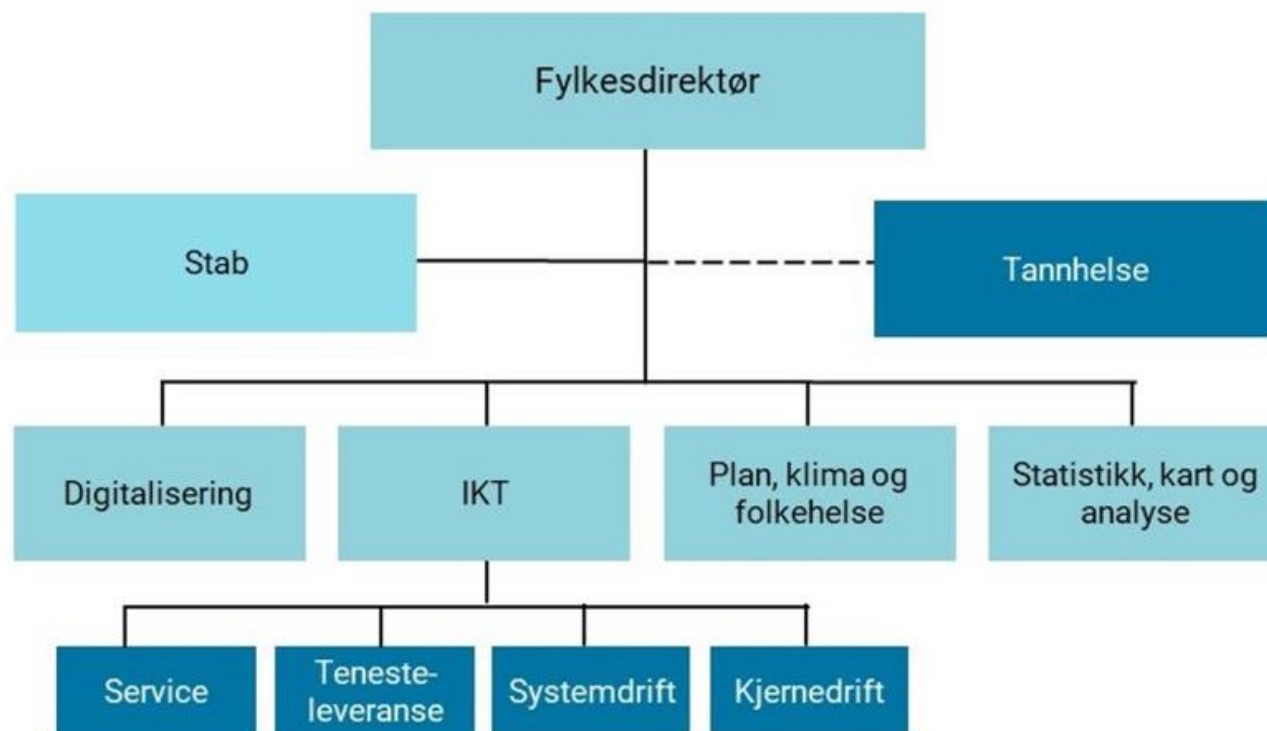 Fylkesdirektør
Stab
Tannhelse
Digitalisering
IKT
Plan, klima og
folkehelse
Statistikk, kart og
analyse
Service
Teneste-
leveranse
Systemdrift
Kjernedrift